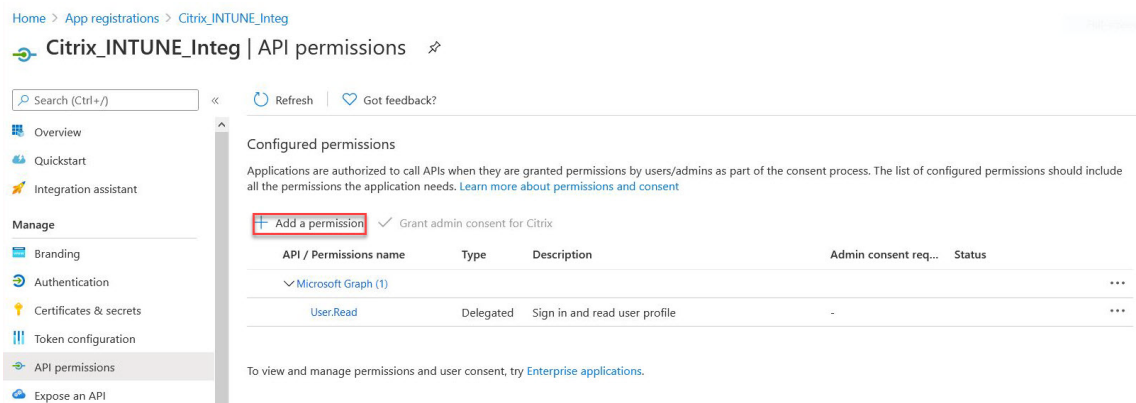 Home > App registrations > Citrix_INTUNE_Integ
Citrix_INTUNE_Integ | API permissions
Search (Ctrl+/)
«
Refresh
Got feedback?
Overview
Quickstart
Integration assistant
Manage
Branding
Authentication
Certificates & secrets
Token configuration
API permissions
Expose an API
Configured permissions
Applications are authorized to call APIs when they are granted permissions by users/admins as part of the consent process. The list of configured permissions should include
all the permissions the application needs. Learn more about permissions and consent
+ Add a permission
Grant admin consent for Citrix
API / Permissions name Type Description Admin consent req... Status
Microsoft Graph (1) ...
User.Read Delegated Sign in and read user profile - ...
To view and manage permissions and user consent, try Enterprise applications.